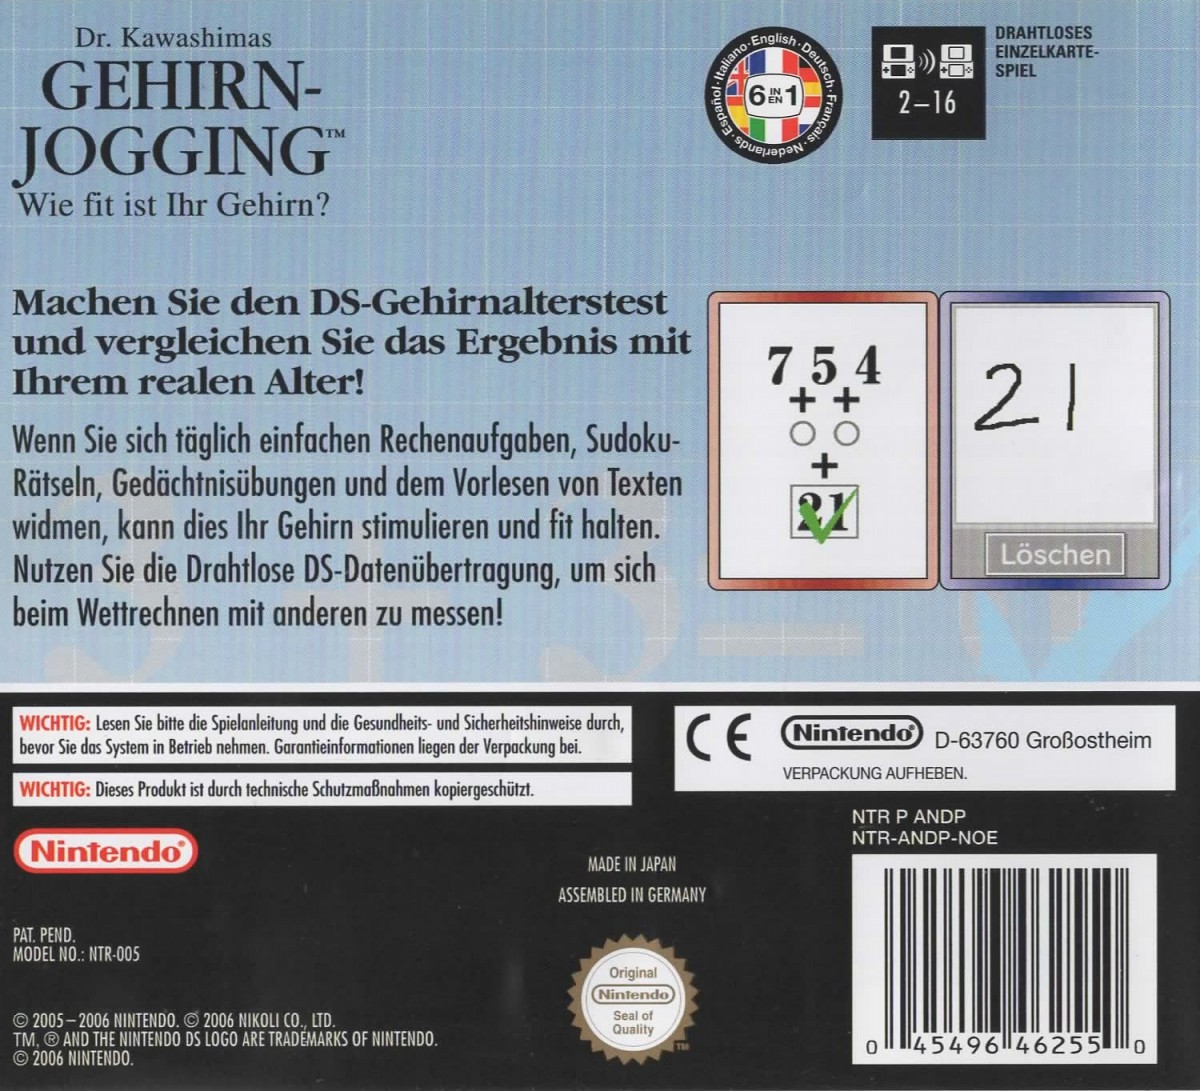 Dr. Kawashimas
GEHIRN-
JOGGING™
Wie fit ist Ihr Gehirn?
Italiano·English·Deutsch·Français·Nederlands·Español·
6 IN EN 1
2–16
DRAHTLOSES
EINZELKARTE-
SPIEL
Machen Sie den DS-Gehirnalterstest
und vergleichen Sie das Ergebnis mit
Ihrem realen Alter!
Wenn Sie sich täglich einfachen Rechenaufgaben, Sudoku-
Rätseln, Gedächtnisübungen und dem Vorlesen von Texten
widmen, kann dies Ihr Gehirn stimulieren und fit halten.
Nutzen Sie die Drahtlose DS-Datenübertragung, um sich
beim Wettrechnen mit anderen zu messen!
7 5 4
+ +
+
21
21
Löschen
WICHTIG: Lesen Sie bitte die Spielanleitung und die Gesundheits- und Sicherheitshinweise durch,
bevor Sie das System in Betrieb nehmen. Garantieinformationen liegen der Verpackung bei.
WICHTIG: Dieses Produkt ist durch technische Schutzmaßnahmen kopiergeschützt.
CE Nintendo® D-63760 Großostheim
VERPACKUNG AUFHEBEN.
NTR P ANDP
NTR-ANDP-NOE
Nintendo®
MADE IN JAPAN
ASSEMBLED IN GERMANY
PAT. PEND.
MODEL NO.: NTR-005
Original
Nintendo
Seal of
Quality
TM
© 2005–2006 NINTENDO. © 2006 NIKOLI CO., LTD.
TM, ® AND THE NINTENDO DS LOGO ARE TRADEMARKS OF NINTENDO.
© 2006 NINTENDO.
0 45496 46255 0